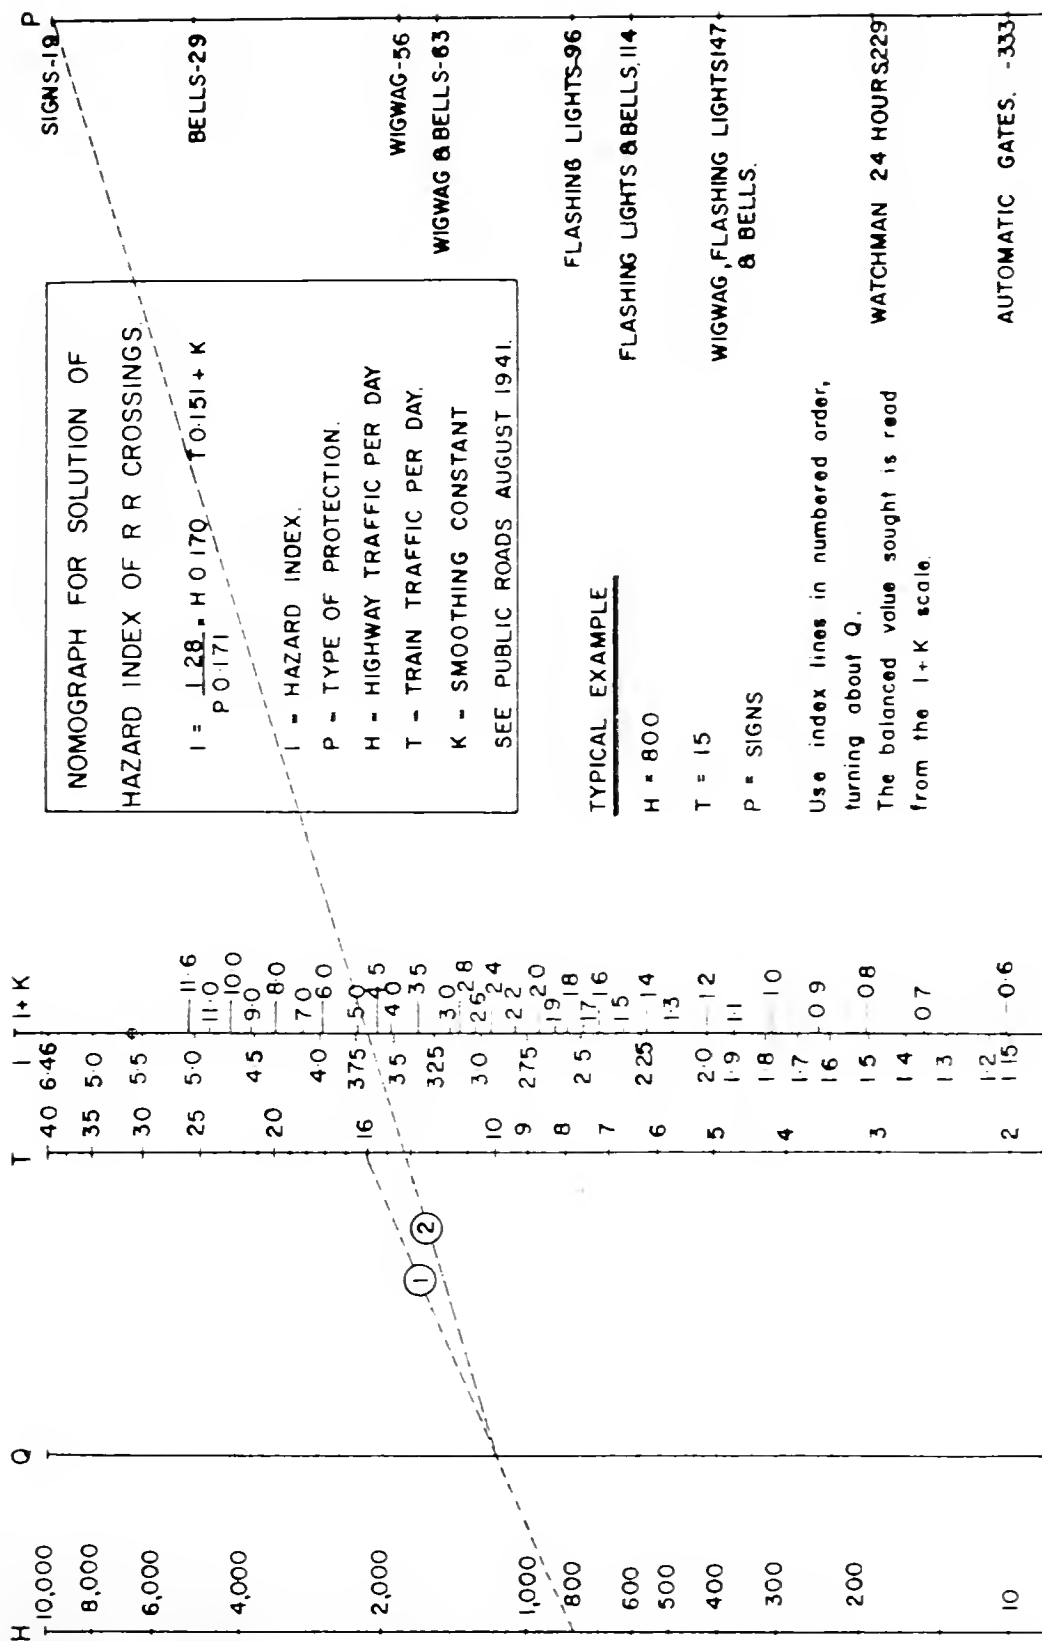 H
10,000
8,000
6,000
4,000
2,000
1,000
800
600
500
400
300
200
10
Q
T
40
35
30
25
20
16
10
9
8
7
6
5
4
3
2
I
6.46
5.0
5.5
5.0
4.5
4.0
3.75
3.5
3.25
3.0
2.75
2.5
2.25
2.0
1.9
1.8
1.7
1.6
1.5
1.4
1.3
1.2
1.15
I+K
11.6
11.0
10.0
9.0
8.0
7.0
6.0
5.0
4.5
4.0
3.5
3.0
2.8
2.6
2.4
2.2
2.0
1.9
1.8
1.7
1.6
1.5
1.4
1.3
1.2
1.1
1.0
0.9
0.8
0.7
0.6
1
2
NOMOGRAPH FOR SOLUTION OF
HAZARD INDEX OF R R CROSSINGS
I = 1.28 . H 0.170 T 0.151 + K
P 0.171
I = HAZARD INDEX.
P = TYPE OF PROTECTION.
H = HIGHWAY TRAFFIC PER DAY
T = TRAIN TRAFFIC PER DAY.
K = SMOOTHING CONSTANT
SEE PUBLIC ROADS AUGUST 1941.
TYPICAL EXAMPLE
H = 800
T = 15
P = SIGNS
Use index lines in numbered order,
turning about Q.
The balanced value sought is read
from the I+K scale.
P
SIGNS-19
BELLS-29
WIGWAG-56
WIGWAG & BELLS-63
FLASHING LIGHTS-96
FLASHING LIGHTS & BELLS, 114
WIGWAG, FLASHING LIGHTS 147
& BELLS.
WATCHMAN 24 HOURS 229
AUTOMATIC GATES. -333